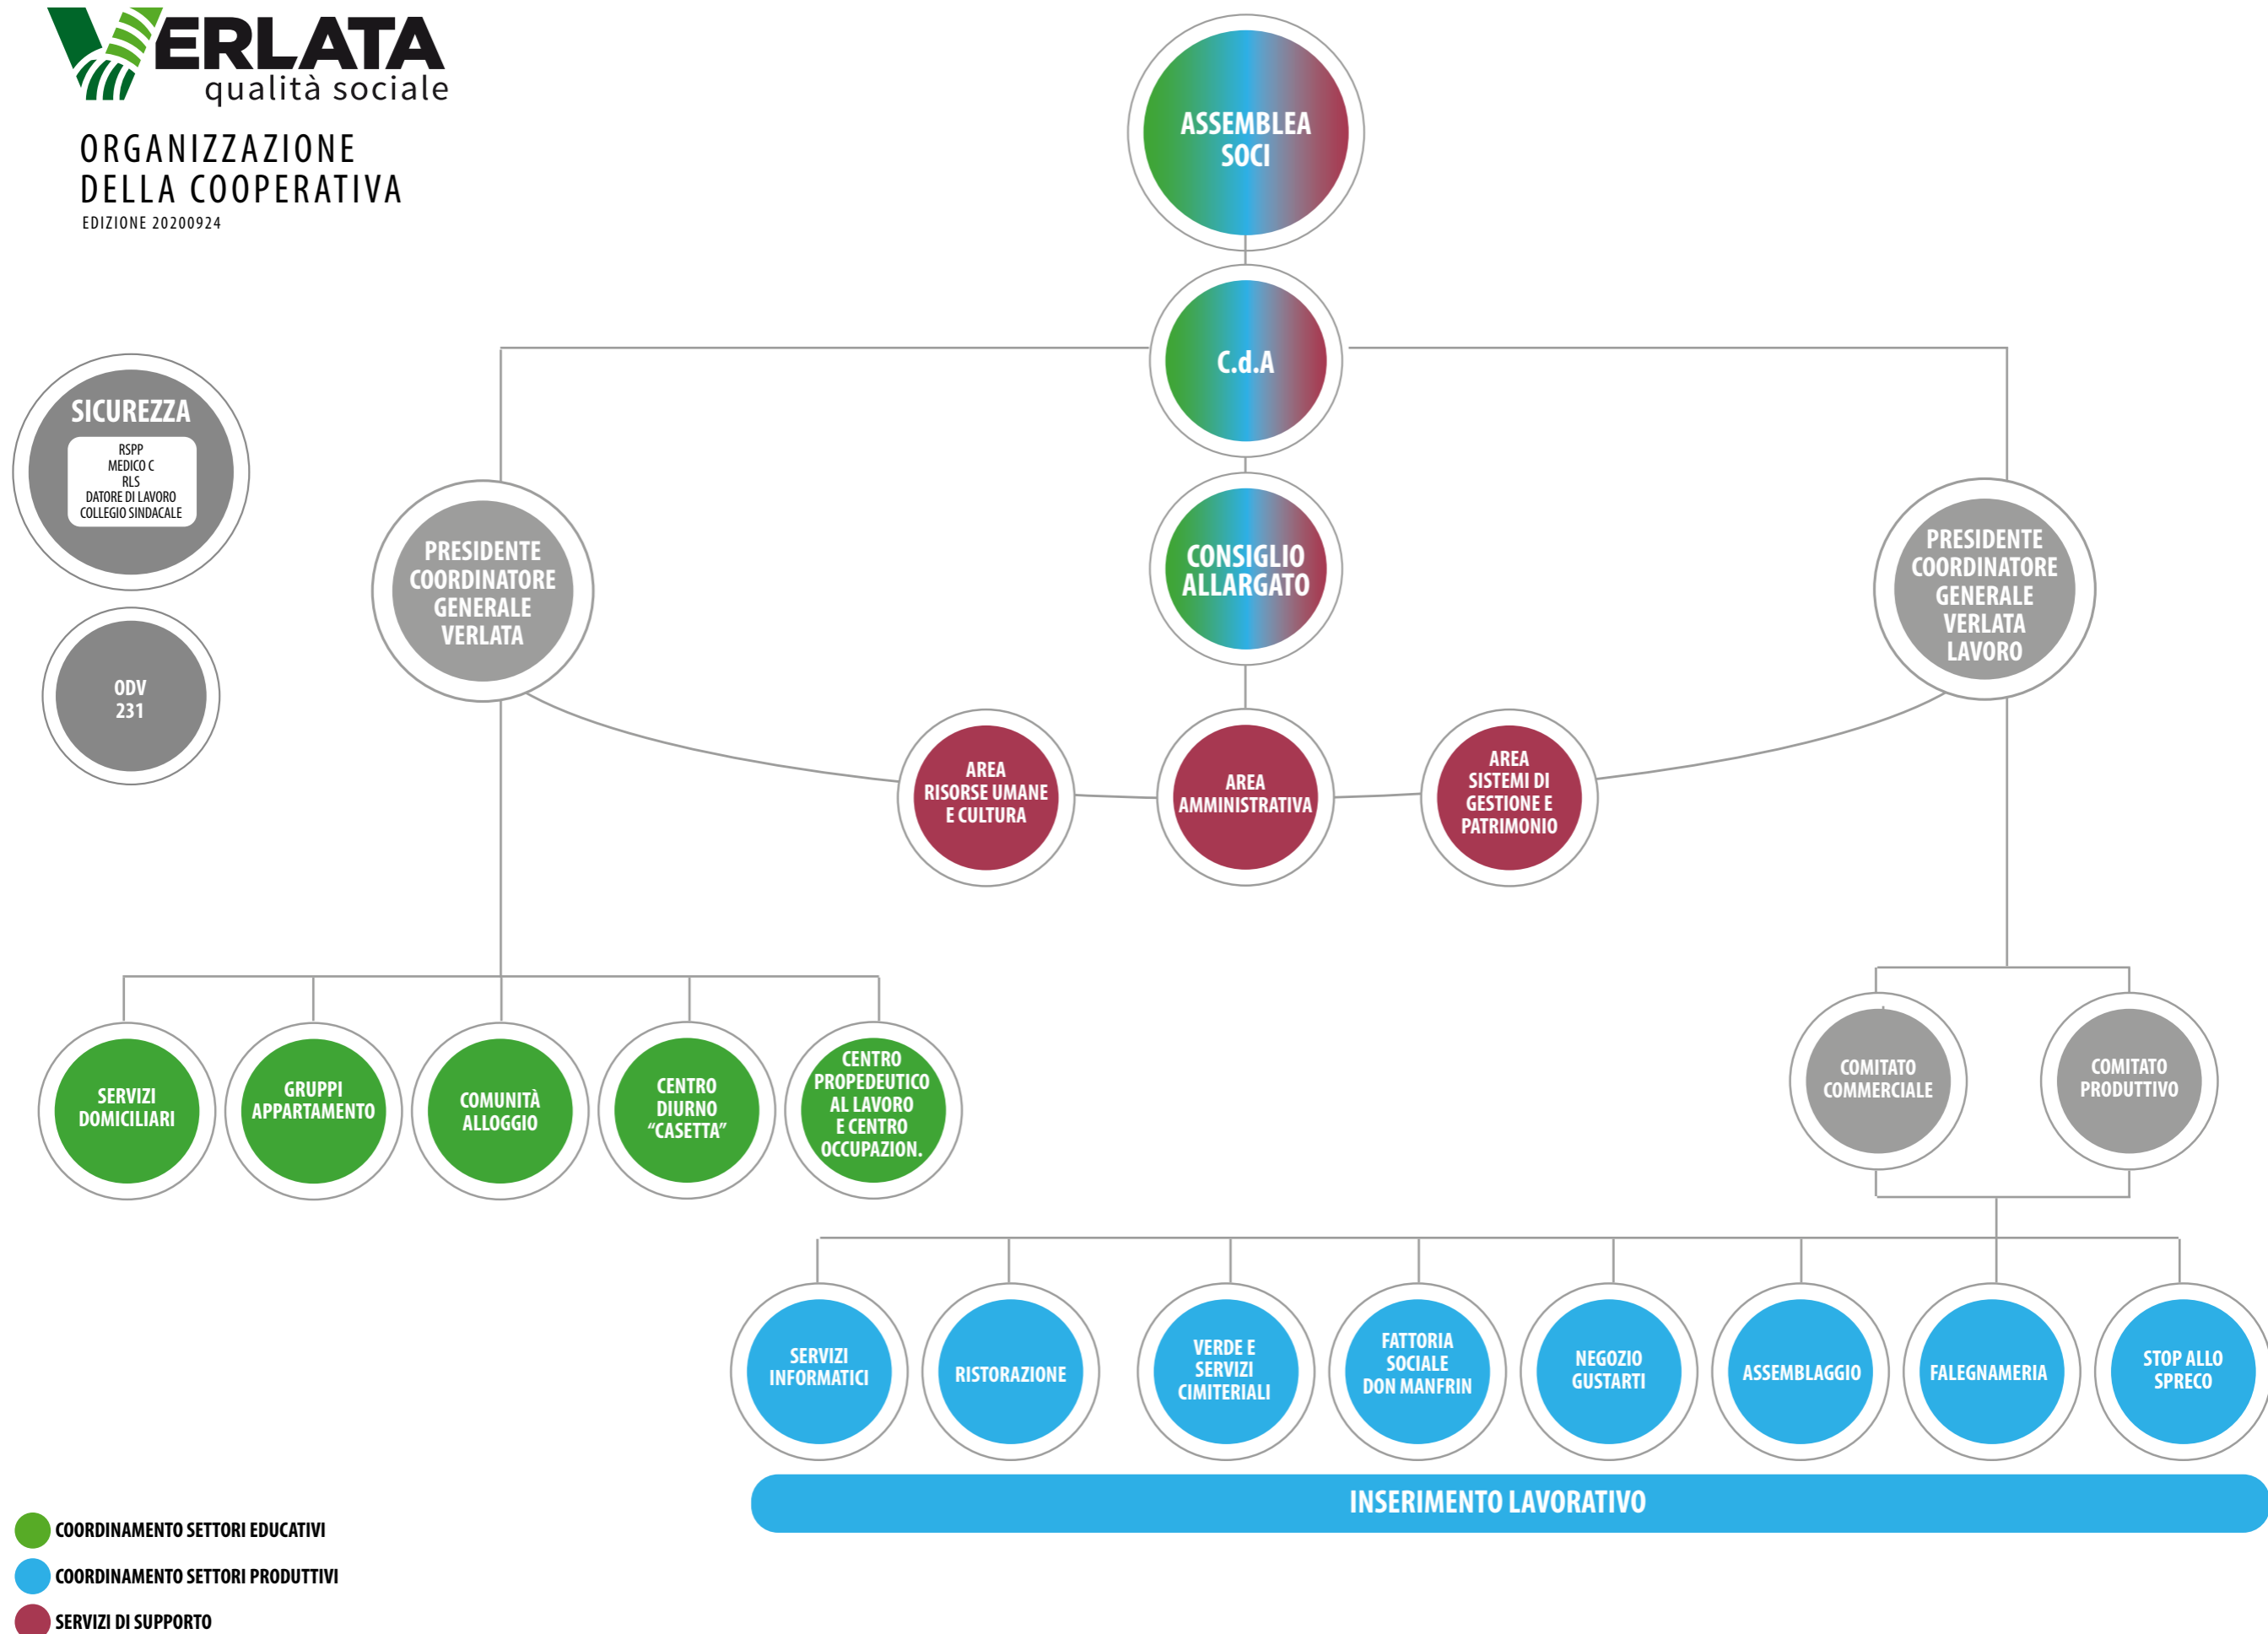 VERLATA
qualità sociale
ORGANIZZAZIONE
DELLA COOPERATIVA
EDIZIONE 20200924
ASSEMBLEA
SOCI
C.d.A
CONSIGLIO
ALLARGATO
SICUREZZA
RSPP
MEDICO C
RLS
DATORE DI LAVORO
COLLEGIO SINDACALE
ODV
231
PRESIDENTE
COORDINATORE
GENERALE
VERLATA
PRESIDENTE
COORDINATORE
GENERALE
VERLATA
LAVORO
AREA
RISORSE UMANE
E CULTURA
AREA
AMMINISTRATIVA
AREA
SISTEMI DI
GESTIONE E
PATRIMONIO
SERVIZI
DOMICILIARI
GRUPPI
APPARTAMENTO
COMUNITÀ
ALLOGGIO
CENTRO
DIURNO
“CASETTA”
CENTRO
PROPEDEUTICO
AL LAVORO
E CENTRO
OCCUPAZION.
COMITATO
COMMERCIALE
COMITATO
PRODUTTIVO
SERVIZI
INFORMATICI
RISTORAZIONE
VERDE E
SERVIZI
CIMITERIALI
FATTORIA
SOCIALE
DON MANFRIN
NEGOZIO
GUSTARTI
ASSEMBLAGGIO
FALEGNAMERIA
STOP ALLO
SPRECO
INSERIMENTO LAVORATIVO
COORDINAMENTO SETTORI EDUCATIVI
COORDINAMENTO SETTORI PRODUTTIVI
SERVIZI DI SUPPORTO